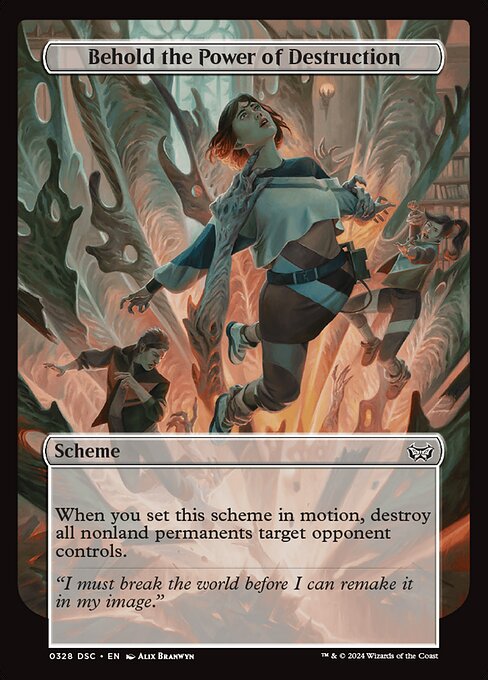 Behold the Power of Destruction
Scheme
When you set this scheme in motion, destroy
all nonland permanents target opponent
controls.
“I must break the world before I can remake it
in my image.”
0328 DSC • EN Alix Branwyn
™ & © 2024 Wizards of the Coast